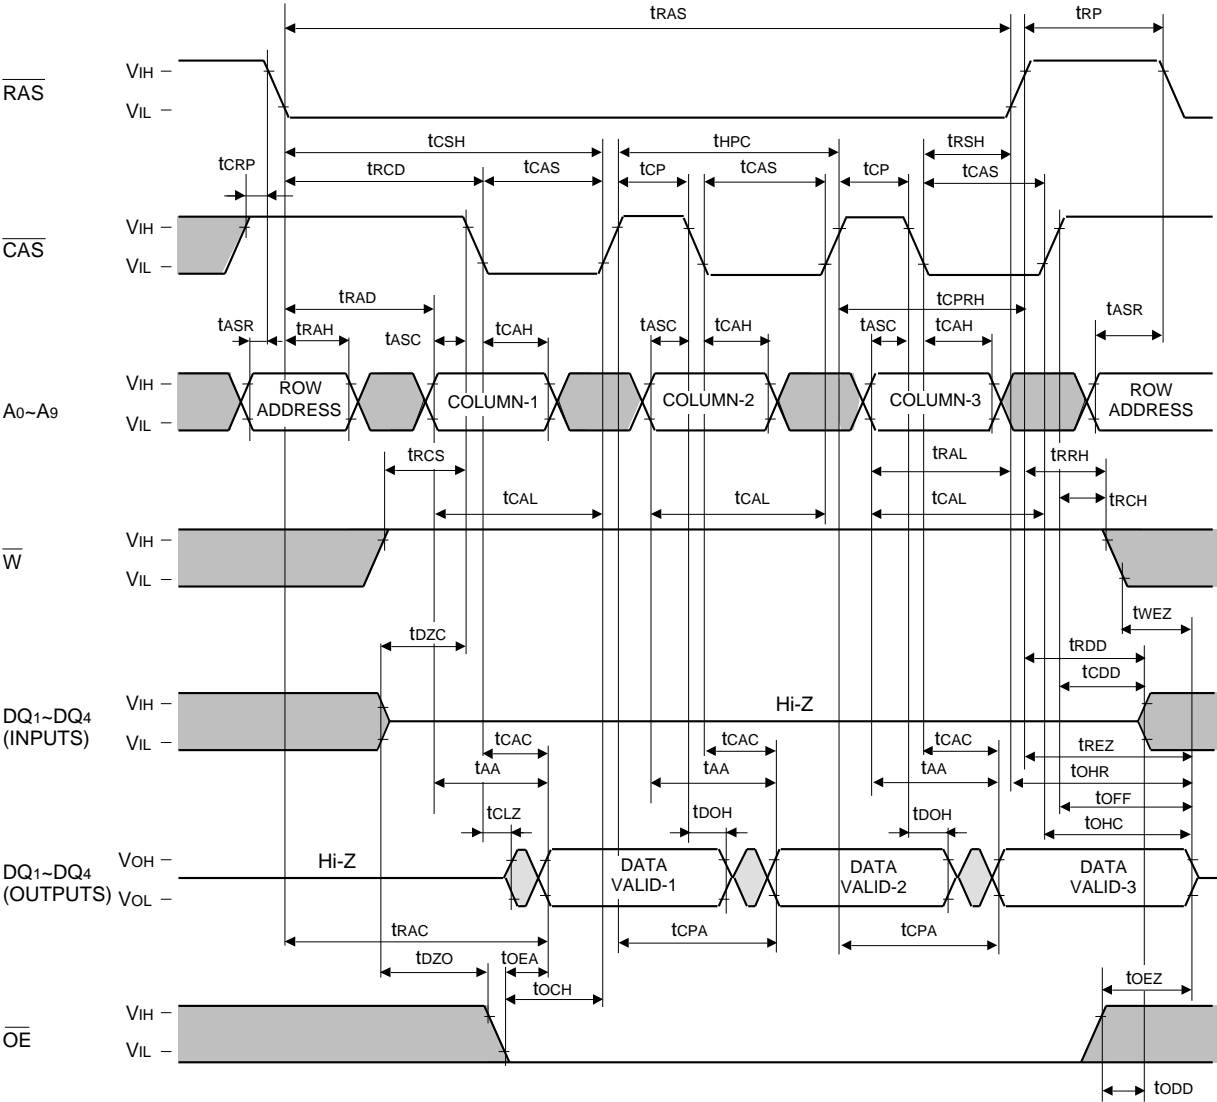 tRAS tRP
VIH
RAS
VIL
tCSH tHPC tRSH
tCRP tRCD tCAS tCP tCAS tCP tCAS
VIH
CAS
VIL
tRAD tCPRH
tASR tRAH tASC tCAH tASC tCAH tASC tCAH tASR
VIH
A0~A9 ROW ADDRESS COLUMN-1 COLUMN-2 COLUMN-3 ROW ADDRESS
VIL
tRCS tRAL tRRH
tCAL tCAL tCAL tRCH
VIH
W
VIL
tWEZ
tDZC tRDD
tCDD
VIH Hi-Z
DQ1~DQ4
(INPUTS) VIL
tCAC tCAC tCAC tREZ
tAA tAA tAA tOHR
tOFF
tCLZ tDOH tDOH tOHC
VOH Hi-Z DATA DATA DATA
DQ1~DQ4 VALID-1 VALID-2 VALID-3
(OUTPUTS) VOL
tRAC tCPA tCPA
tDZO tOEA
tOCH tOEZ
VIH
OE
VIL
tODD